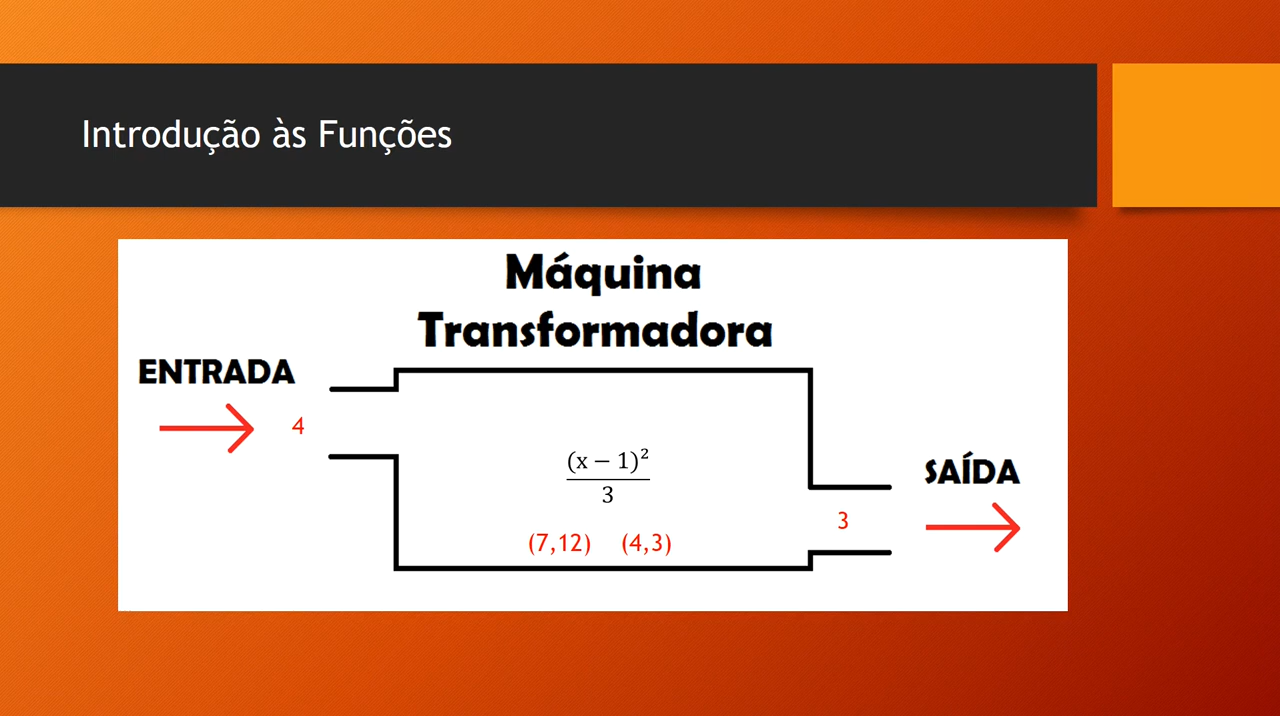 Introdução às Funções
Máquina
Transformadora
ENTRADA
4
(x − 1)²
3
(7,12) (4,3)
SAÍDA
3